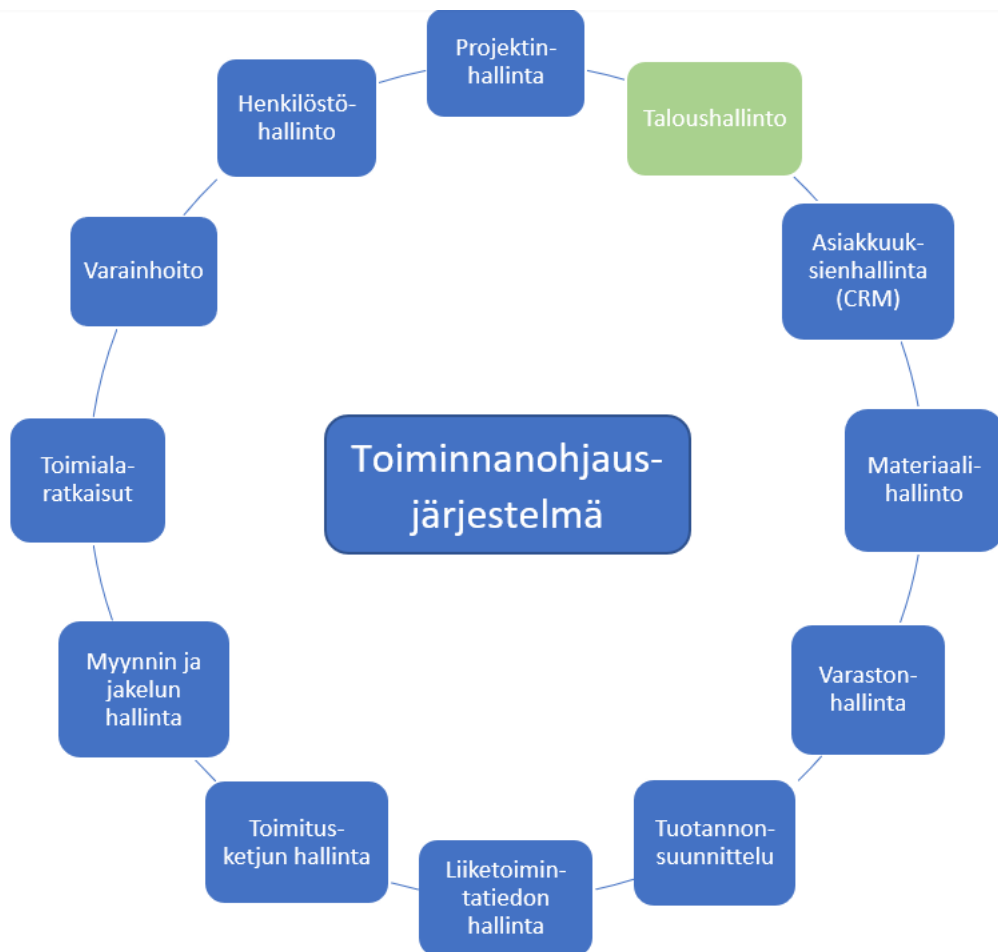 Projektin-
hallinta
Taloushallinto
Asiakkuuk-
sienhallinta
(CRM)
Materiaali-
hallinto
Varaston-
hallinta
Tuotannon-
suunnittelu
Liiketoimin-
tatiedon
hallinta
Toimitus-
ketjun hallinta
Myynnin ja
jakelun
hallinta
Toimiala-
ratkaisut
Varainhoito
Henkilöstö-
hallinto
Toiminnanohjaus-
järjestelmä